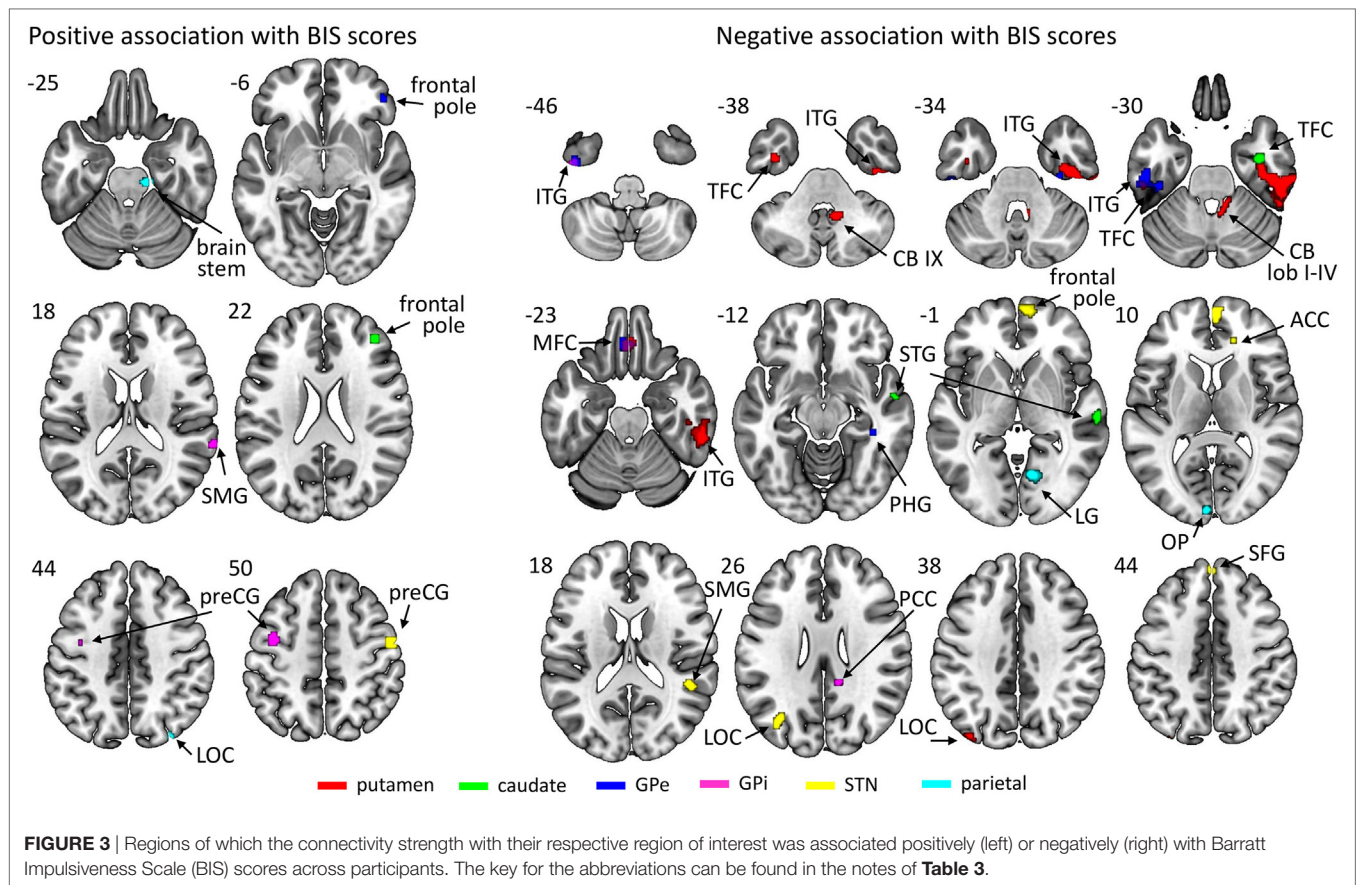 Positive association with BIS scores
Negative association with BIS scores
-25
-6
frontal
pole
brain
stem
18
22
frontal
pole
SMG
44
50
preCG
preCG
LOC
-46
-38
-34
-30
ITG
ITG
ITG
TFC
TFC
ITG
TFC
CB IX
CB
lob I-IV
-23
-12
-1
10
MFC
frontal
pole
STG
ACC
ITG
PHG
LG
OP
18
26
38
44
SMG
PCC
SFG
LOC
LOC
putamen
caudate
GPe
GPi
STN
parietal
FIGURE 3 | Regions of which the connectivity strength with their respective region of interest was associated positively (left) or negatively (right) with Barratt
Impulsiveness Scale (BIS) scores across participants. The key for the abbreviations can be found in the notes of Table 3.